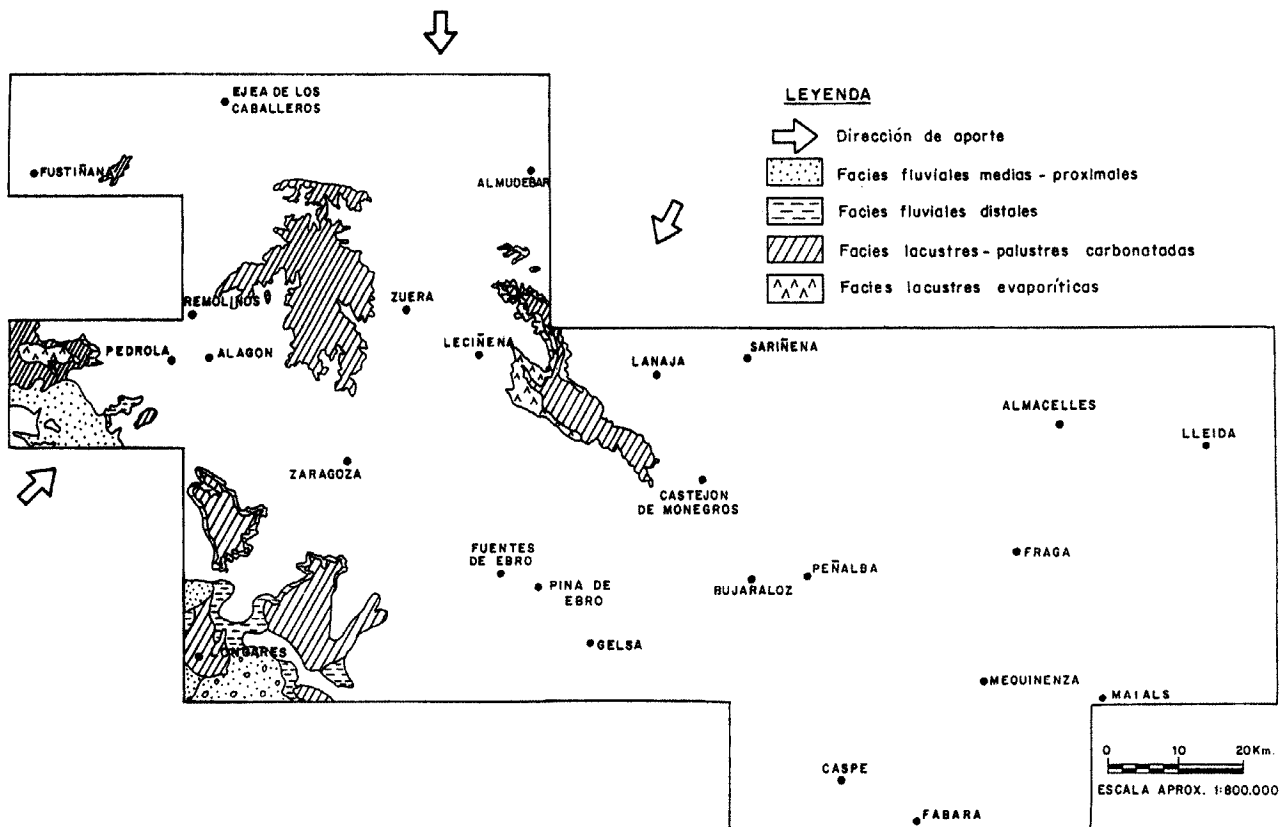 EJEA DE LOS
CABALLEROS
LEYENDA
Dirección de aporte
FUSTIÑANA
ALMUDEBAR
Facies fluviales medias - proximales
Facies fluviales distales
Facies lacustres - palustres carbonatadas
Facies lacustres evaporíticas
REMOLINOS
ZUERA
PEDROLA
ALAGON
LECIÑENA
LANAJA
SARIÑENA
ALMACELLES
LLEIDA
ZARAGOZA
CASTEJON
DE MONEGROS
FUENTES
DE EBRO
PINA DE
EBRO
BUJARALOZ
PEÑALBA
FRAGA
GELSA
LONGARES
MEQUINENZA
MAIALS
CASPE
FABARA
0 10 20 Km.
ESCALA APROX. 1:800.000